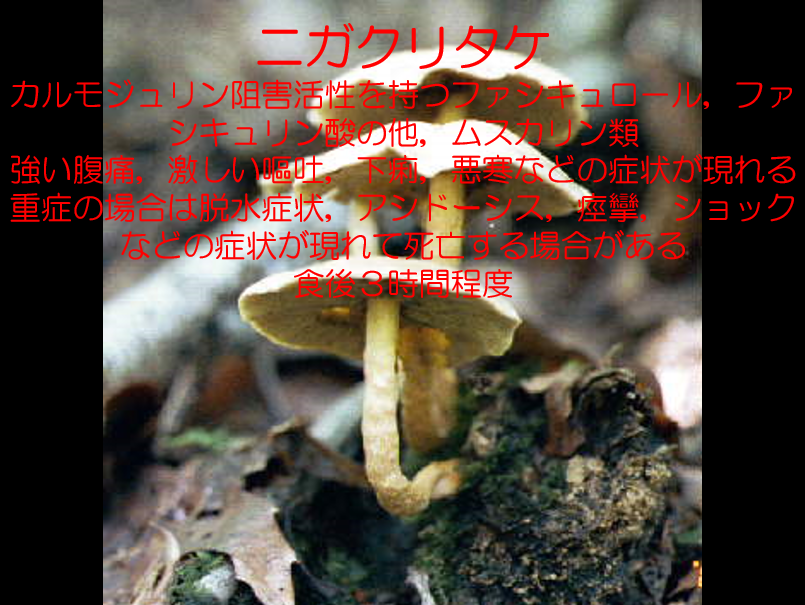 ニガクリタケ
カルモジュリン阻害活性を持つファシキュロール，ファ
シキュリン酸の他，ムスカリン類
強い腹痛，激しい嘔吐，下痢，悪寒などの症状が現れる
重症の場合は脱水症状，アシドーシス，痙攣，ショック
などの症状が現れて死亡する場合がある
食後３時間程度